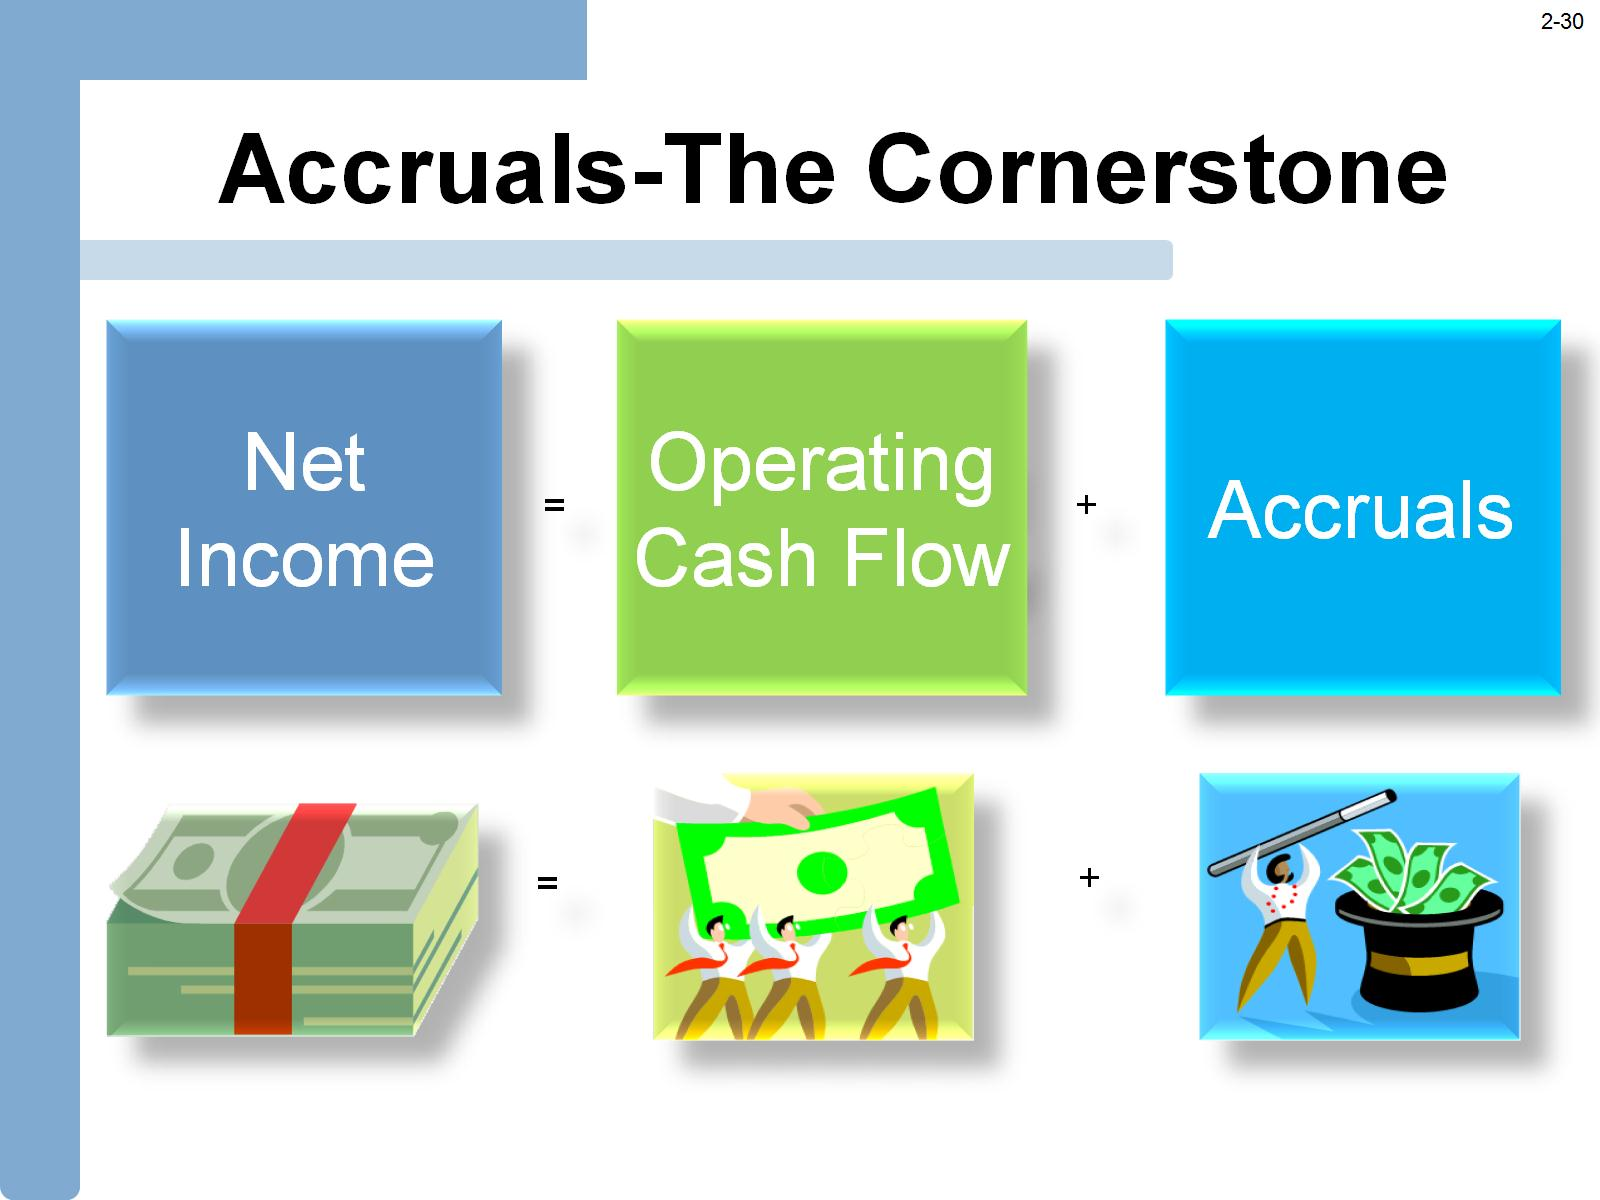 2-30
Accruals-The Cornerstone
Net
Income
=
Operating
Cash Flow
+
Accruals
=
+